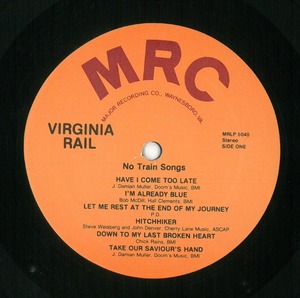 MRC
MAJOR RECORDING CO., WAYNESBORO, VA.
VIRGINIA
RAIL
MRLP 5045
Stereo
SIDE ONE
No Train Songs
HAVE I COME TOO LATE
J. Damian Muller, Doom's Music, BMI
I'M ALREADY BLUE
Bob McDill, Hall Clements, BMI
LET ME REST AT THE END OF MY JOURNEY
P.D.
HITCHHIKER
Steve Weisberg and John Denver, Cherry Lane Music, ASCAP
DOWN TO MY LAST BROKEN HEART
Chick Rains, BMI
TAKE OUR SAVIOUR'S HAND
J. Damian Muller, Doom's Music, BMI